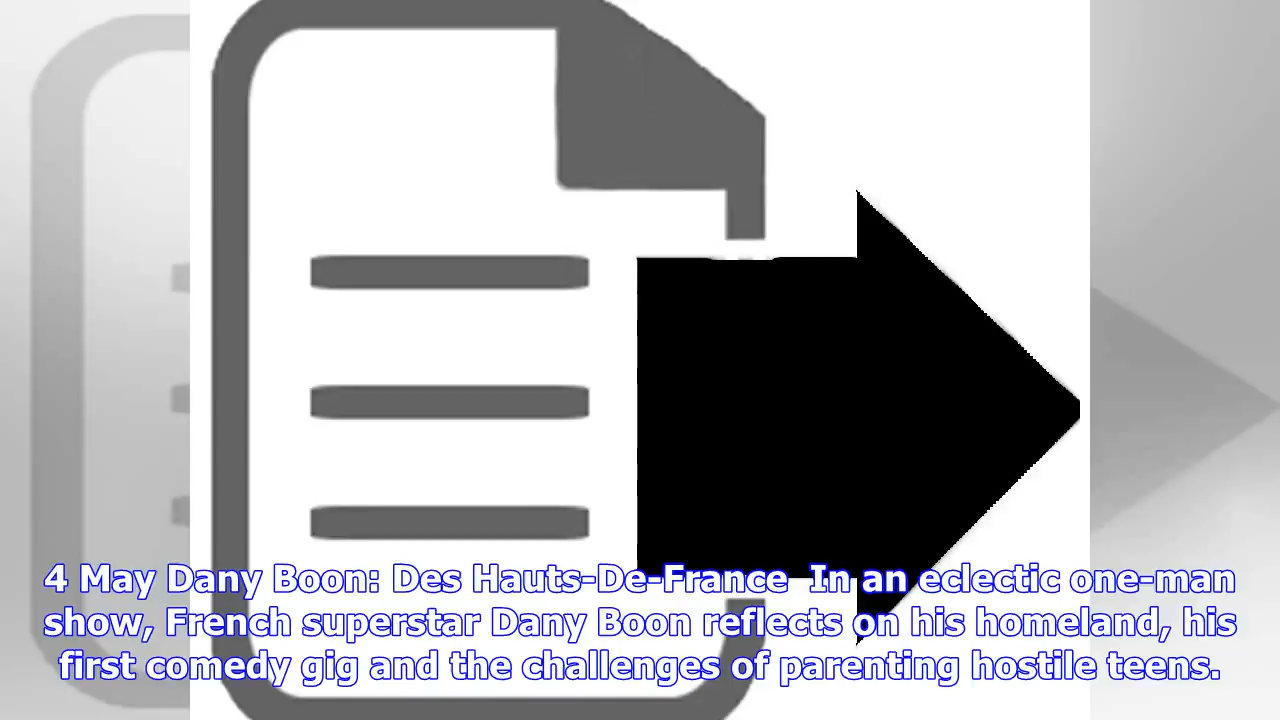 4 May Dany Boon: Des Hauts-De-France  In an eclectic one-man
show, French superstar Dany Boon reflects on his homeland, his
first comedy gig and the challenges of parenting hostile teens.